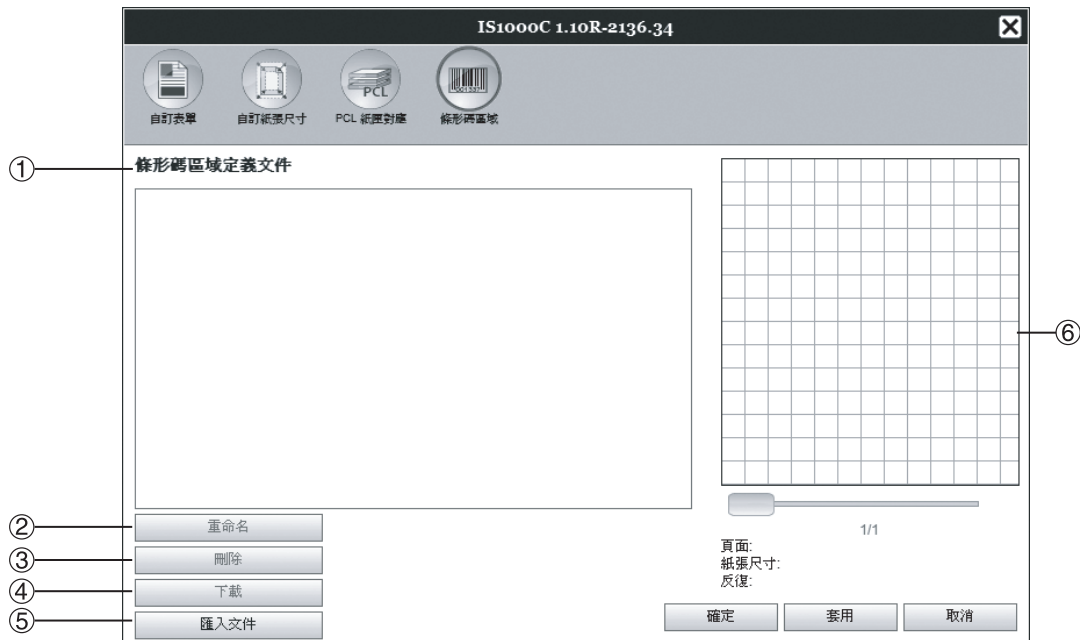 IS1000C 1.10R-2136.34
自訂表單
自訂紙張尺寸
PCL
PCL 紙匣對應
條形碼區域
① 條形碼區域定義文件
② 重命名
③ 刪除
④ 下載
⑤ 匯入文件
⑥
1/1
頁面:
紙張尺寸:
反復:
確定
套用
取消